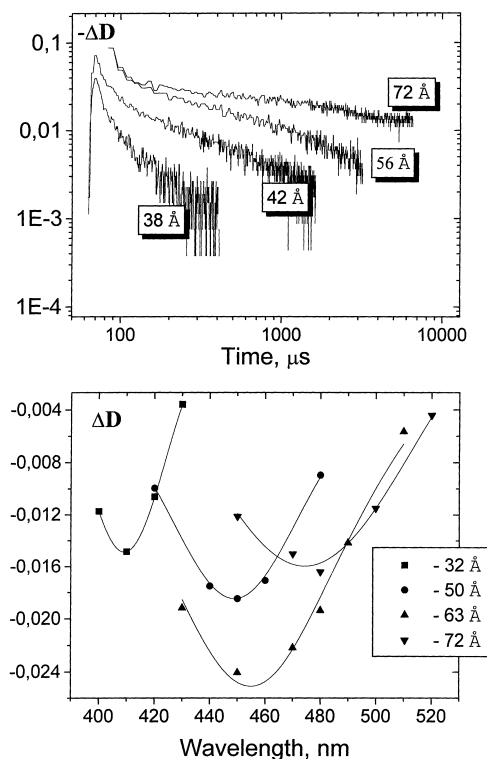 -ΔD
0,1
0,01
1E-3
1E-4
72 Å
56 Å
42 Å
38 Å
100 1000 10000
Time, μs
ΔD
-0,004
-0,008
-0,012
-0,016
-0,020
-0,024
- 32 Å
- 50 Å
- 63 Å
- 72 Å
400 420 440 460 480 500 520
Wavelength, nm